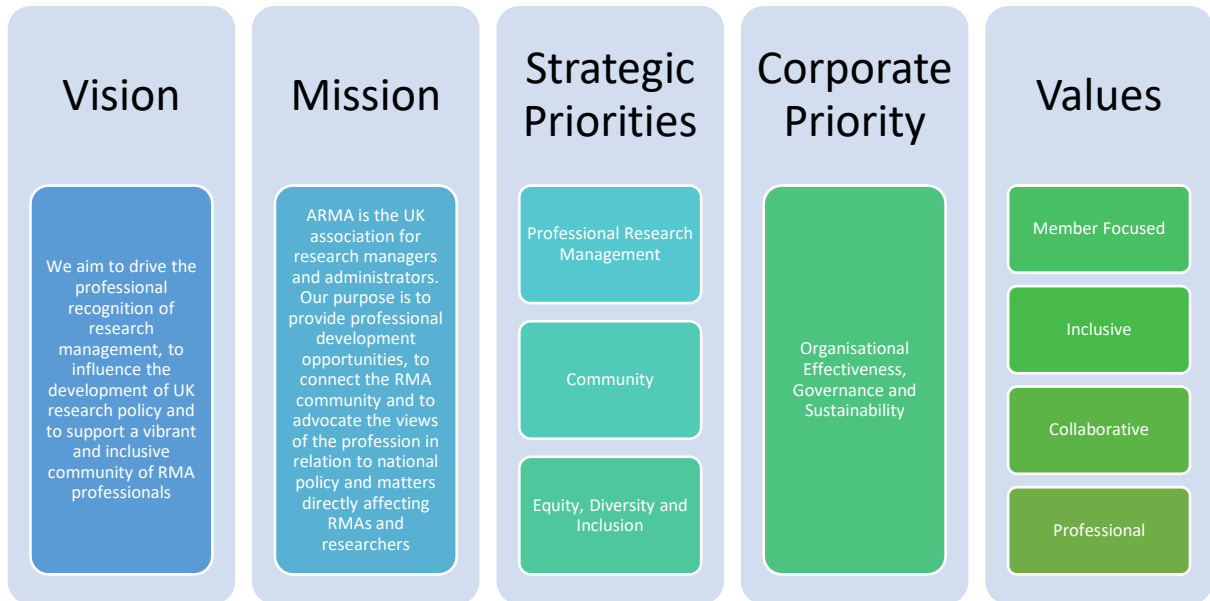 Vision
We aim to drive the
professional
recognition of
research
management, to
influence the
development of UK
research policy and
to support a vibrant
and inclusive
community of RMA
professionals
Mission
ARMA is the UK
association for
research managers
and administrators.
Our purpose is to
provide professional
development
opportunities, to
connect the RMA
community and to
advocate the views
of the profession in
relation to national
policy and matters
directly affecting
RMAs and
researchers
Strategic
Priorities
Professional Research
Management
Community
Equity, Diversity and
Inclusion
Corporate
Priority
Organisational
Effectiveness,
Governance and
Sustainability
Values
Member Focused
Inclusive
Collaborative
Professional